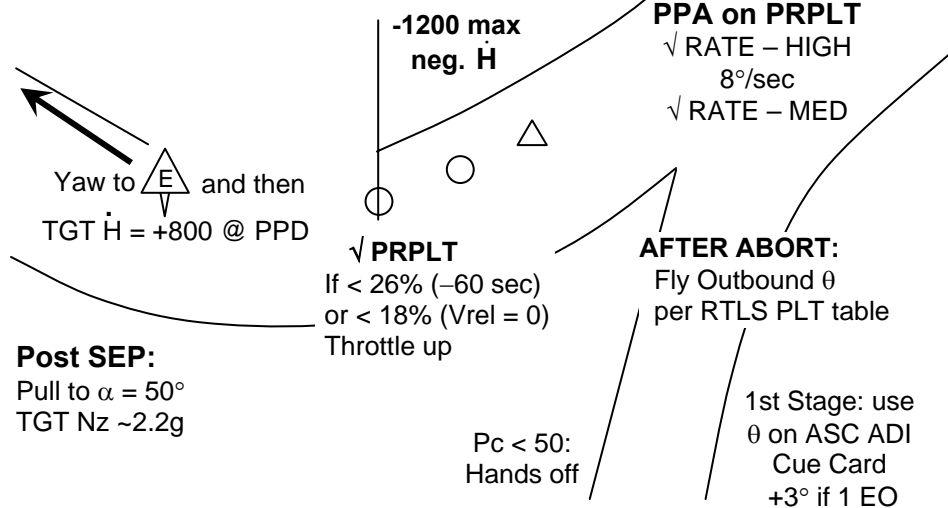 -1200 max
neg. Ḣ
PPA on PRPLT
√ RATE – HIGH
8°/sec
√ RATE – MED
Yaw to E and then
TGT Ḣ = +800 @ PPD
√ PRPLT
If < 26% (−60 sec)
or < 18% (Vrel = 0)
Throttle up
AFTER ABORT:
Fly Outbound θ
per RTLS PLT table
Post SEP:
Pull to α = 50°
TGT Nz ~2.2g
Pc < 50:
Hands off
1st Stage: use
θ on ASC ADI
Cue Card
+3° if 1 EO